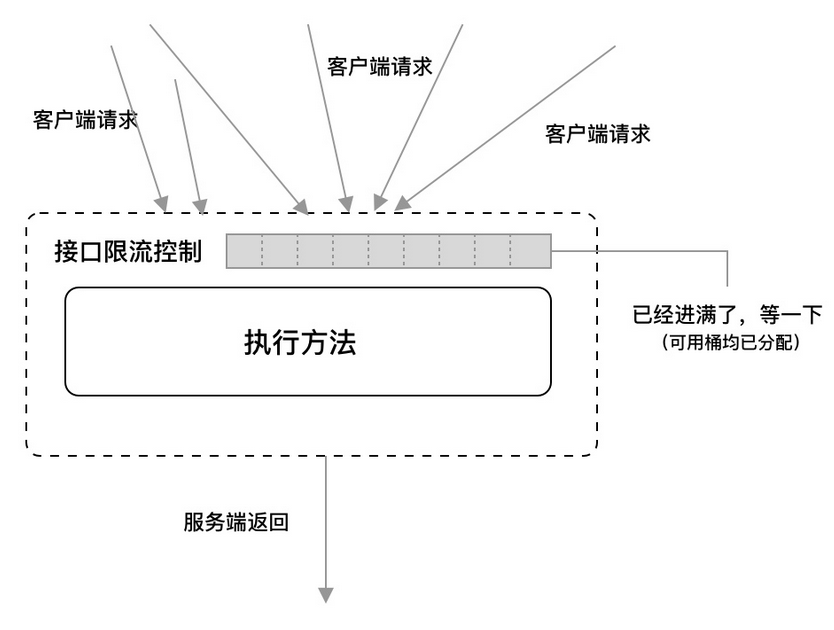 客户端请求
客户端请求
客户端请求
接口限流控制
已经进满了，等一下
（可用桶均已分配）
执行方法
服务端返回